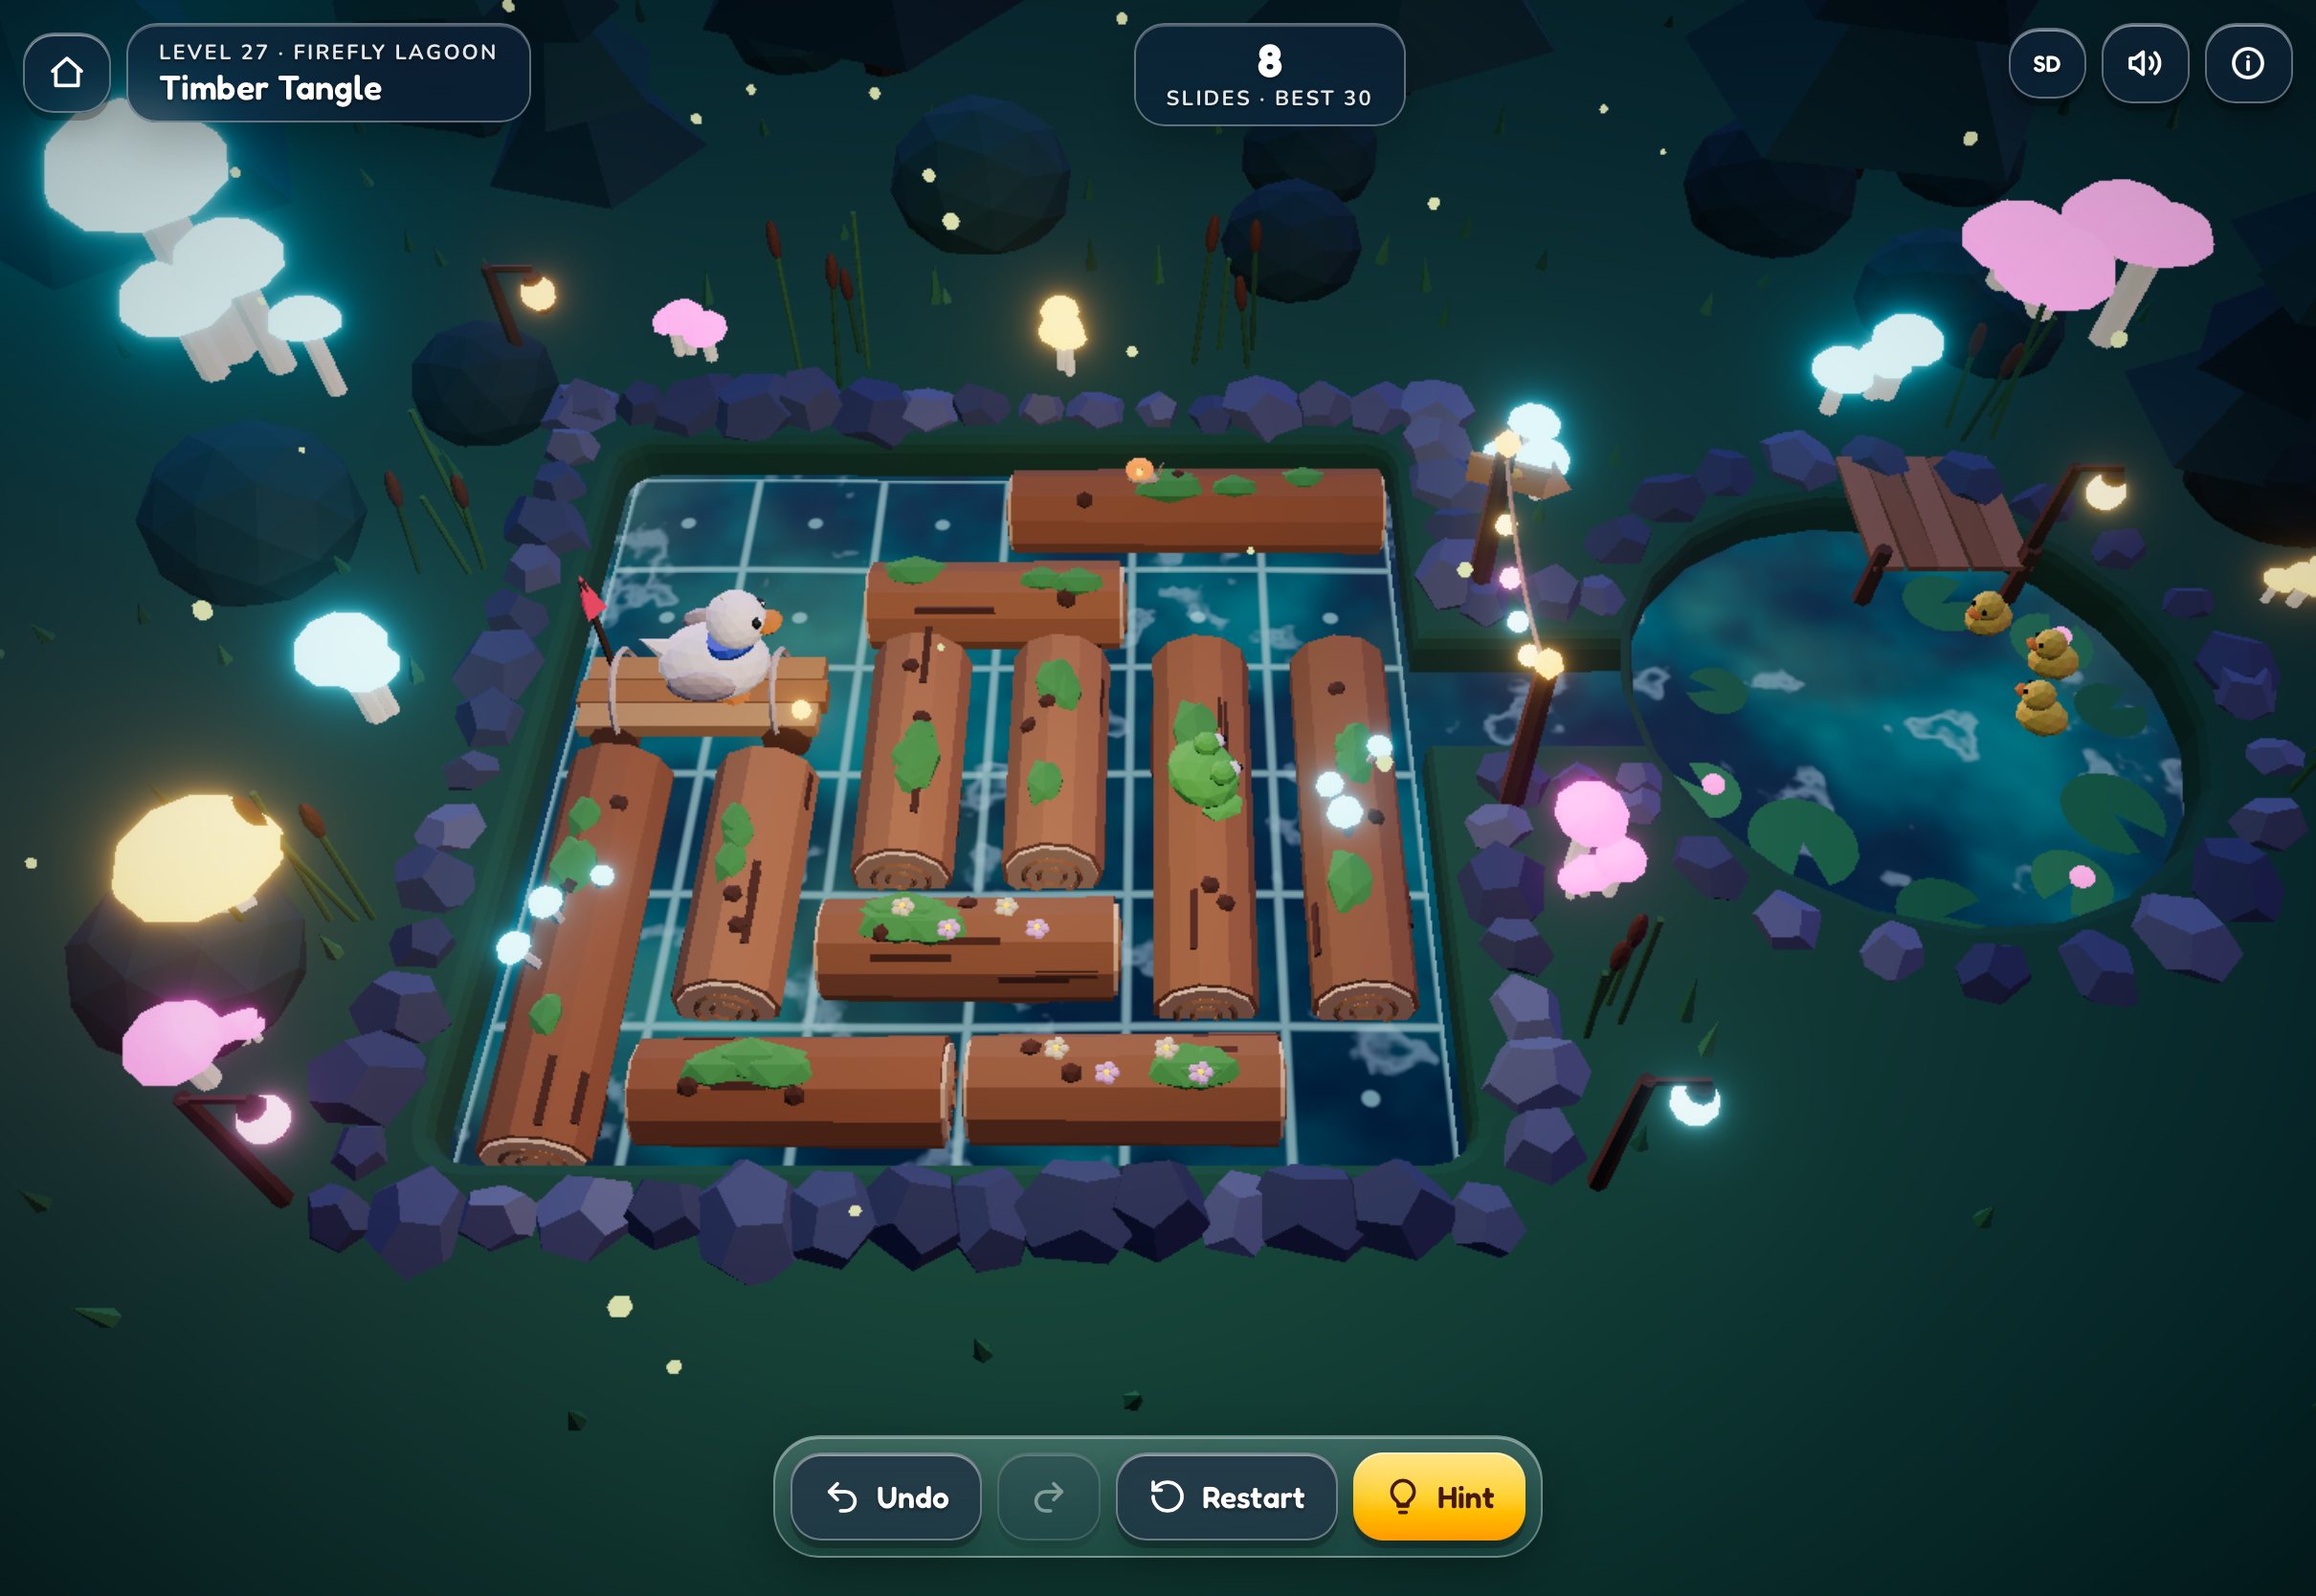 LEVEL 27 · FIREFLY LAGOON
Timber Tangle
8
SLIDES · BEST 30
SD
Undo
Restart
Hint